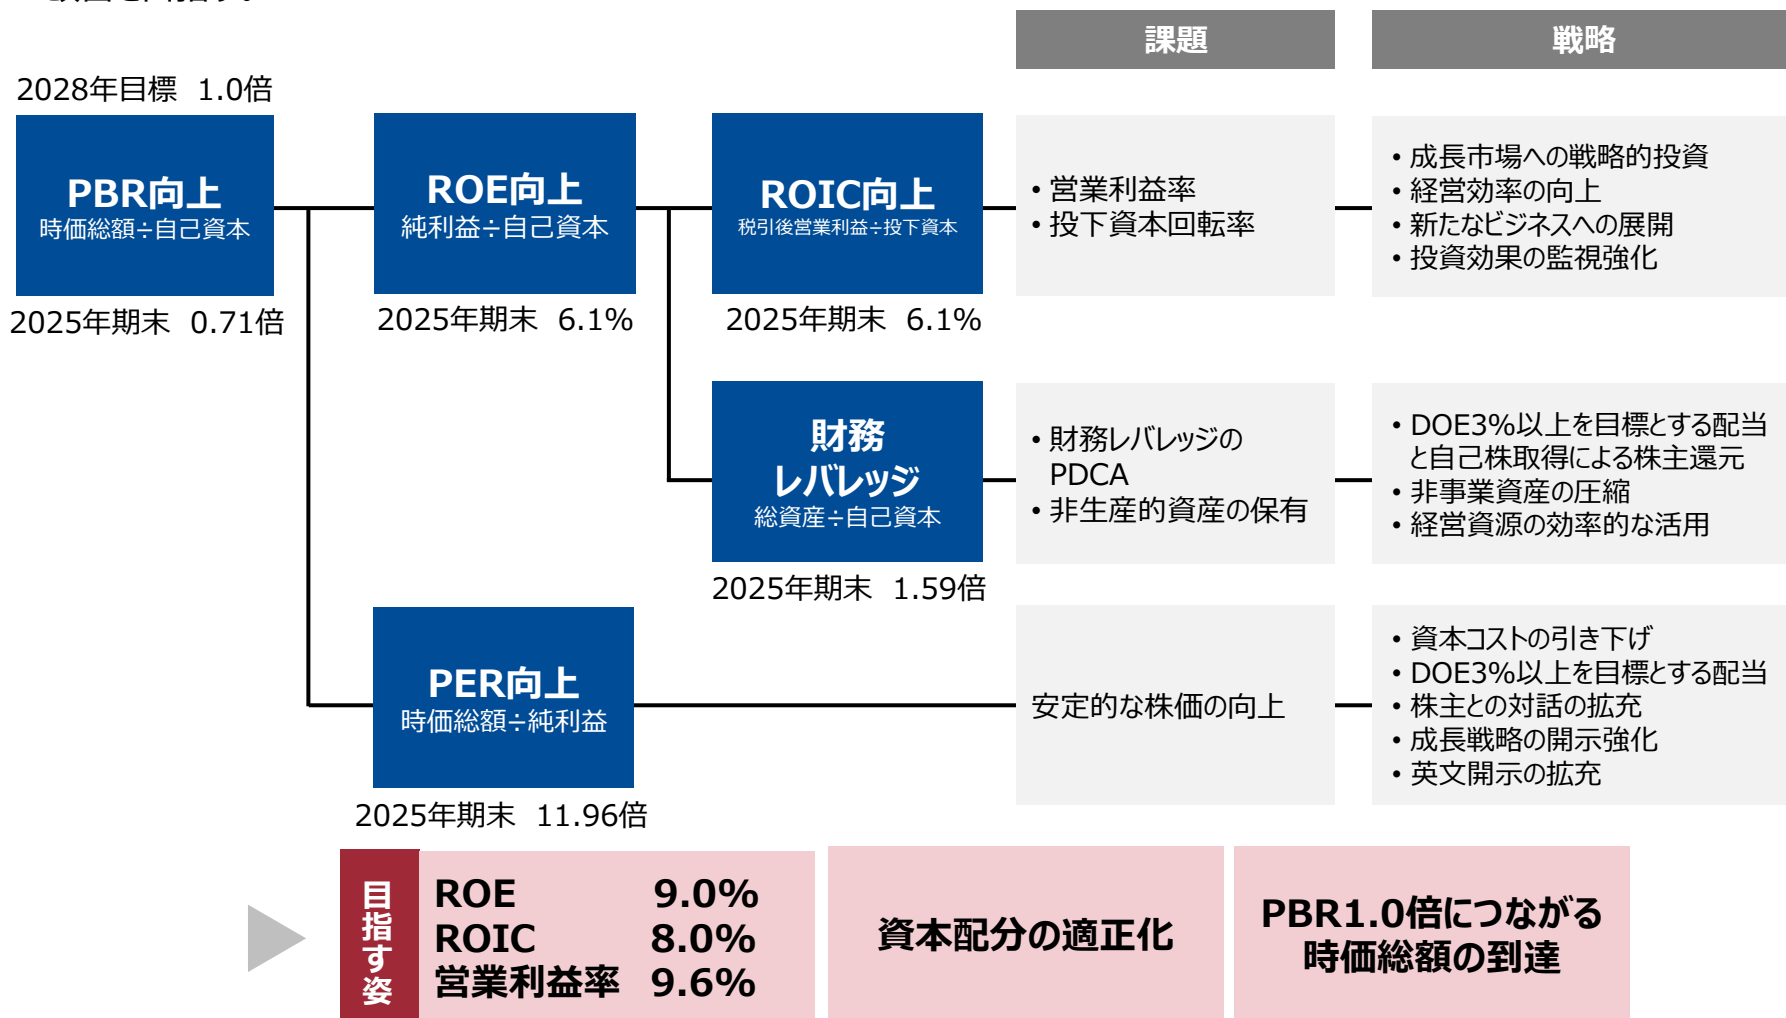 課題
戦略
2028年目標 1.0倍
PBR向上
時価総額÷自己資本
2025年期末 0.71倍
ROE向上
純利益÷自己資本
2025年期末 6.1%
ROIC向上
税引後営業利益÷投下資本
2025年期末 6.1%
• 営業利益率
• 投下資本回転率
• 成長市場への戦略的投資
• 経営効率の向上
• 新たなビジネスへの展開
• 投資効果の監視強化
財務
レバレッジ
総資産÷自己資本
2025年期末 1.59倍
• 財務レバレッジの
PDCA
• 非生産的資産の保有
• DOE3%以上を目標とする配当
と自己株取得による株主還元
• 非事業資産の圧縮
• 経営資源の効率的な活用
PER向上
時価総額÷純利益
2025年期末 11.96倍
安定的な株価の向上
• 資本コストの引き下げ
• DOE3%以上を目標とする配当
• 株主との対話の拡充
• 成長戦略の開示強化
• 英文開示の拡充
目指す姿
ROE 9.0%
ROIC 8.0%
営業利益率 9.6%
資本配分の適正化
PBR1.0倍につながる
時価総額の到達